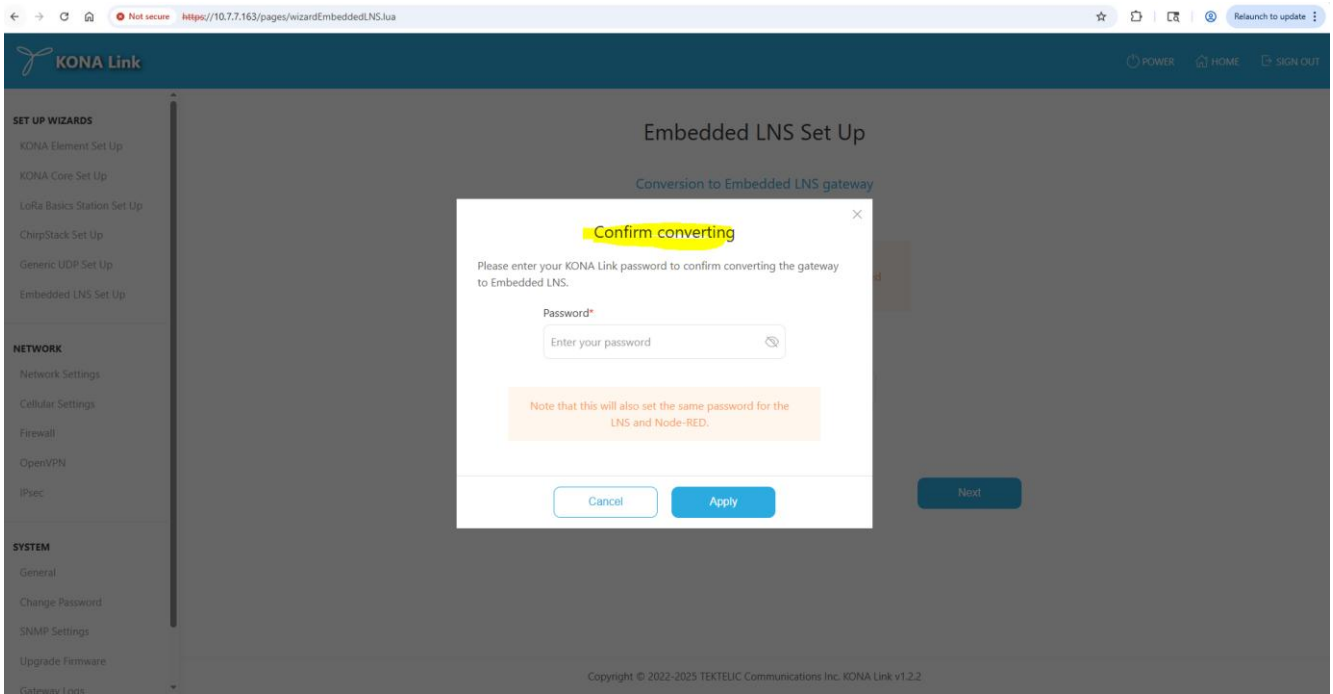 Not secure https://10.7.7.163/pages/wizardEmbeddedLNS.lua Relaunch to update
KONA Link
POWER HOME SIGN OUT
SET UP WIZARDS
KONA Element Set Up
KONA Core Set Up
LoRa Basics Station Set Up
ChirpStack Set Up
Generic UDP Set Up
Embedded LNS Set Up
NETWORK
Network Settings
Cellular Settings
Firewall
OpenVPN
IPsec
SYSTEM
General
Change Password
SNMP Settings
Upgrade Firmware
Gateway Logs
Embedded LNS Set Up
Conversion to Embedded LNS gateway
Confirm converting
Please enter your KONA Link password to confirm converting the gateway
to Embedded LNS.
Password*
Enter your password
Note that this will also set the same password for the
LNS and Node-RED.
Cancel Apply
Next
Copyright © 2022-2025 TEKTELIC Communications Inc. KONA Link v1.2.2